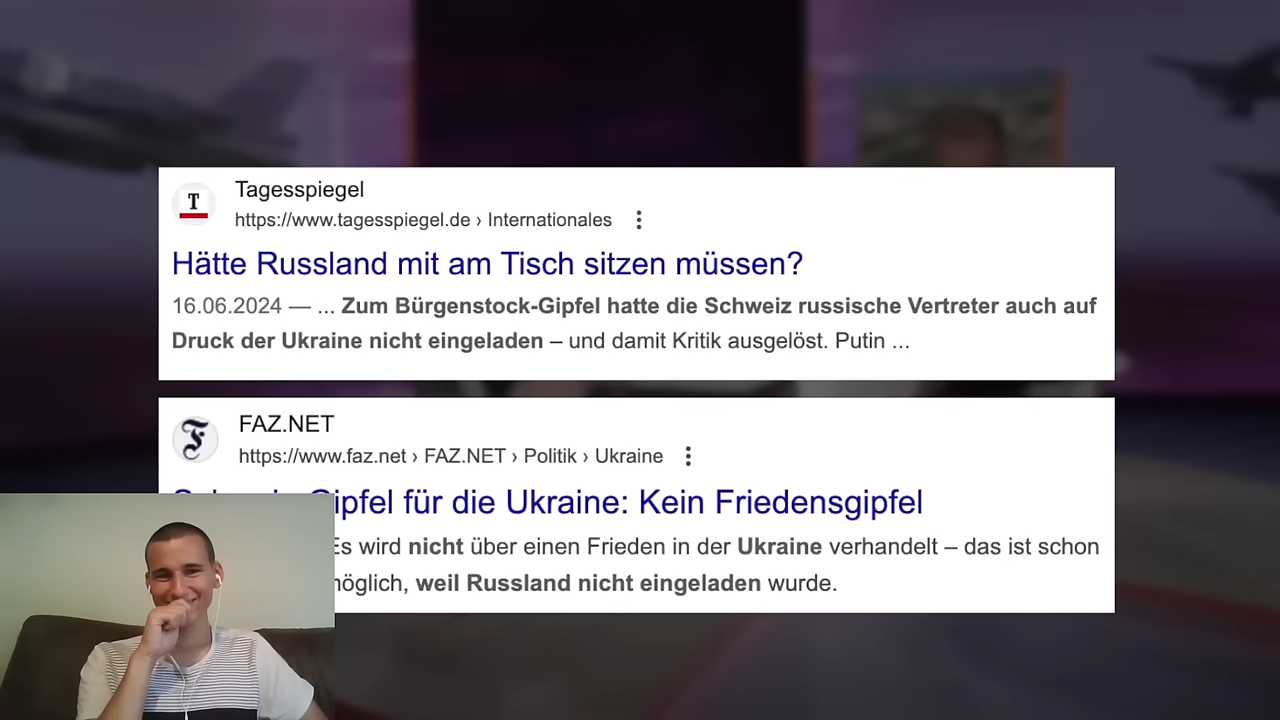 Tagesspiegel
https://www.tagesspiegel.de › Internationales
T
Hätte Russland mit am Tisch sitzen müssen?
16.06.2024 — ... Zum Bürgenstock-Gipfel hatte die Schweiz russische Vertreter auch auf
Druck der Ukraine nicht eingeladen – und damit Kritik ausgelöst. Putin ...
FAZ.NET
https://www.faz.net › FAZ.NET › Politik › Ukraine
Gipfel für die Ukraine: Kein Friedensgipfel
Es wird nicht über einen Frieden in der Ukraine verhandelt – das ist schon
weil Russland nicht eingeladen wurde.